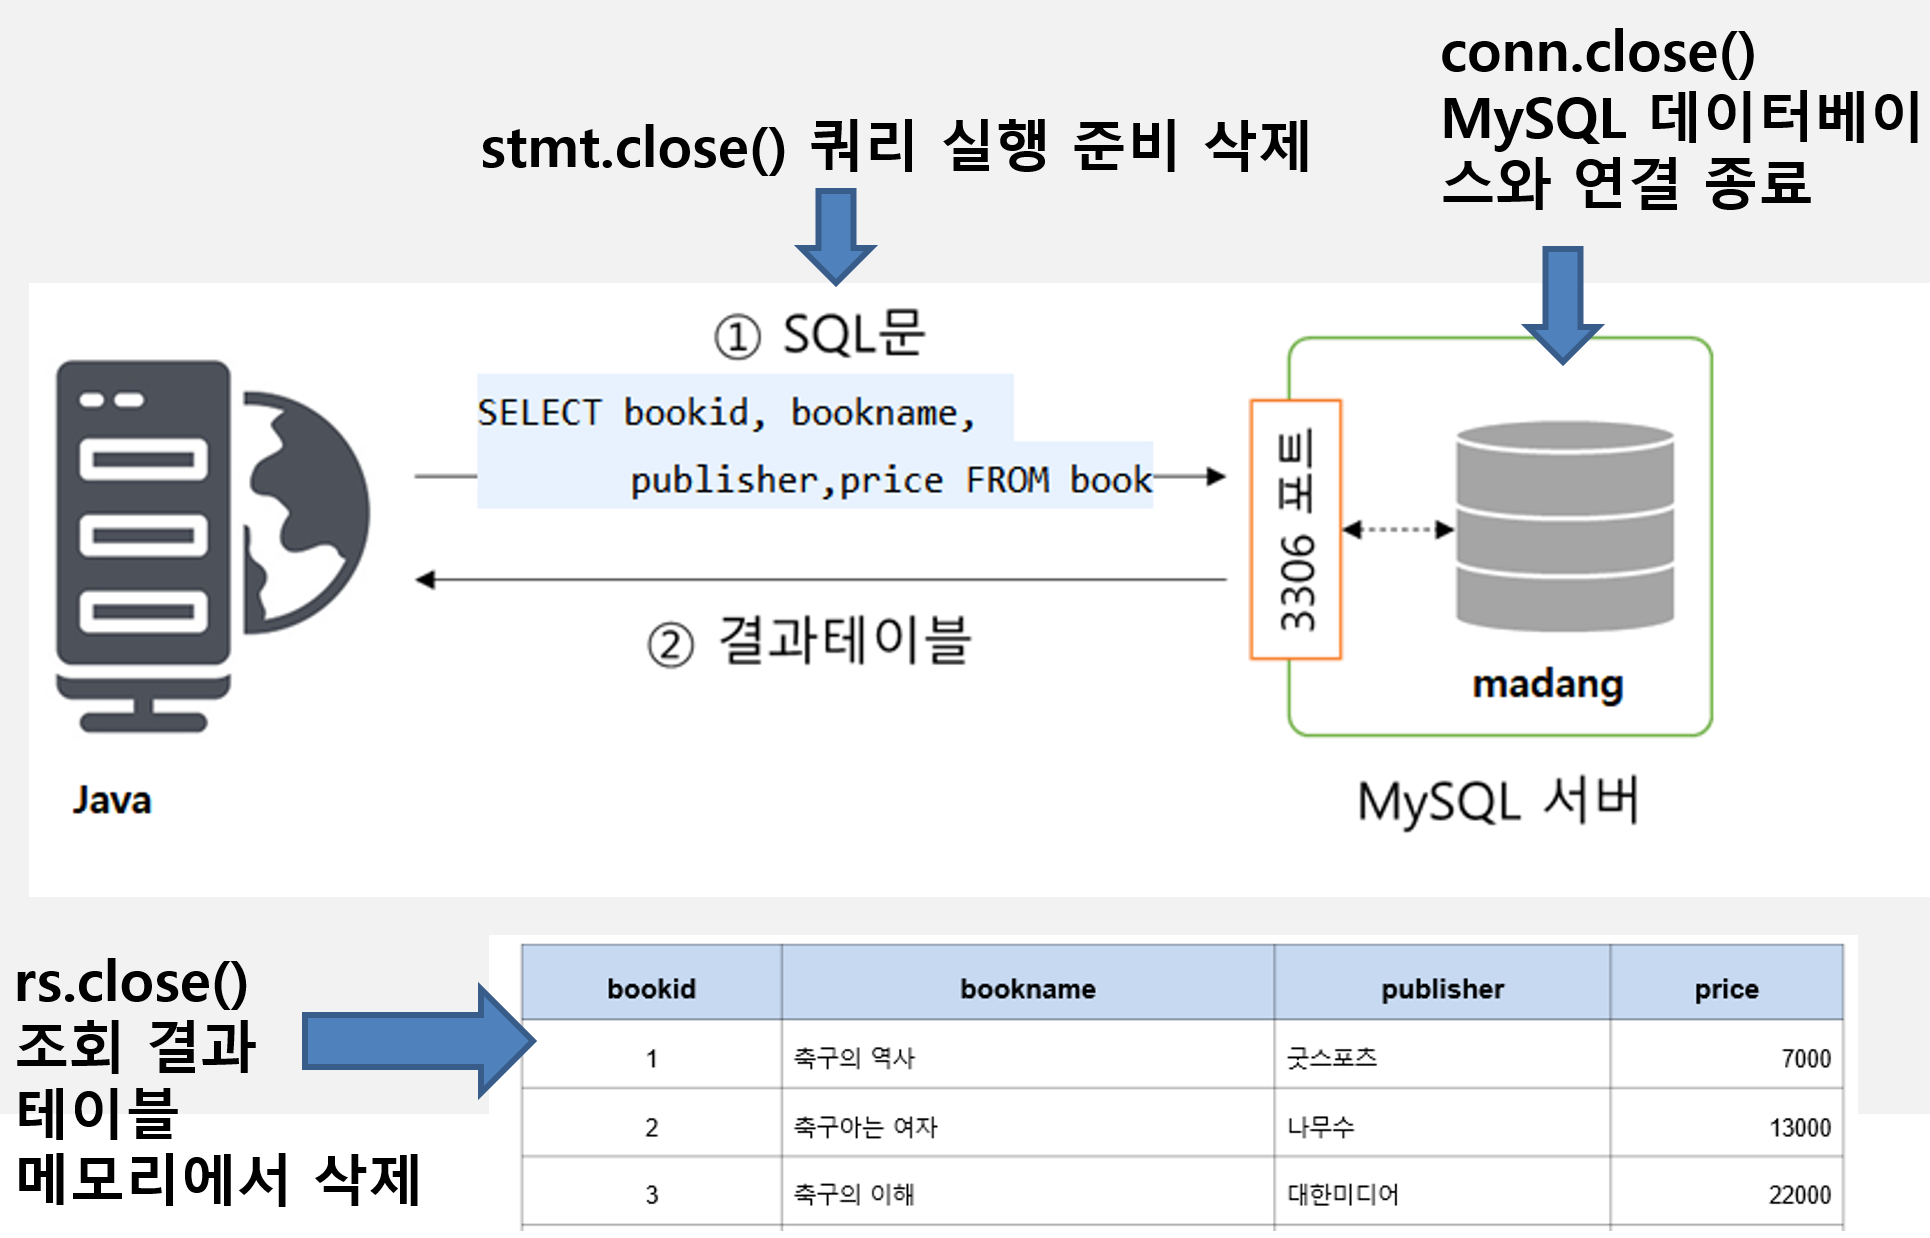 conn.close()
MySQL 데이터베이
스와 연결 종료
stmt.close() 쿼리 실행 준비 삭제
① SQL문
SELECT bookid, bookname,
publisher,price FROM book
3306 포트
② 결과테이블
madang
Java
MySQL 서버
rs.close()
조회 결과
테이블
메모리에서 삭제
bookid bookname publisher price
1 축구의 역사 굿스포츠 7000
2 축구아는 여자 나무수 13000
3 축구의 이해 대한미디어 22000